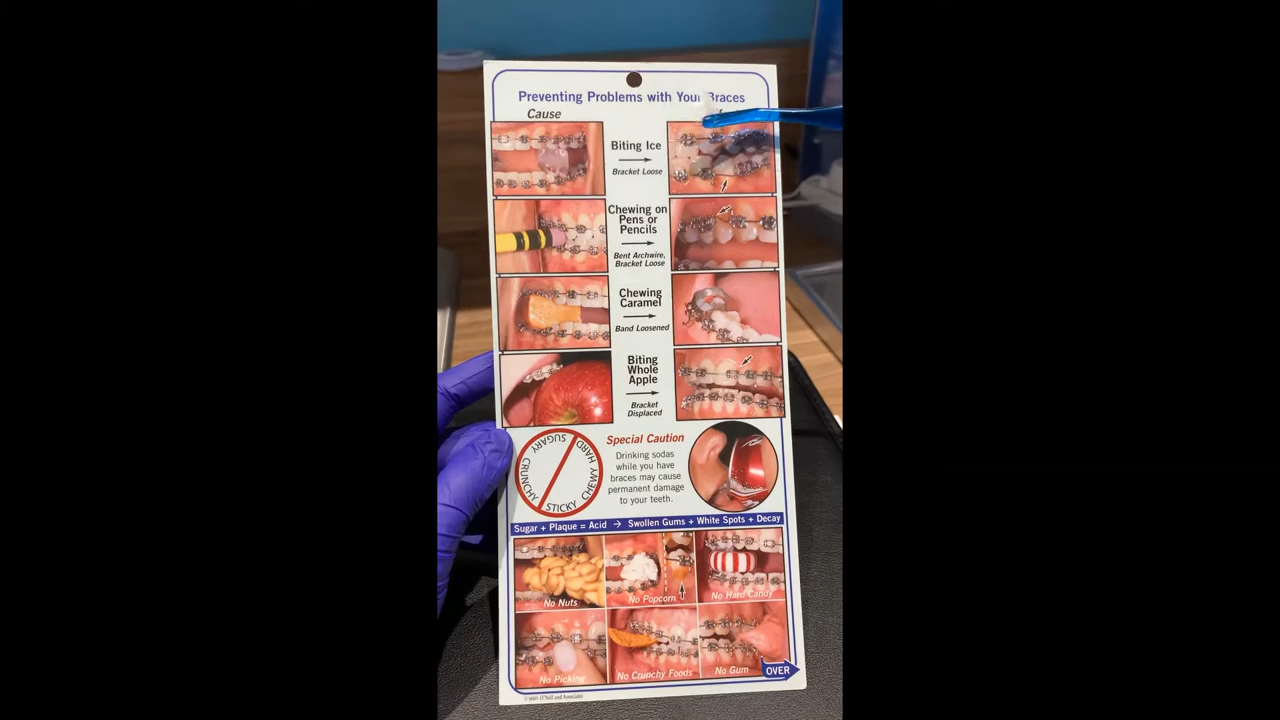 Preventing Problems with Your Braces
Cause
Biting Ice
Bracket Loose
Chewing on
Pens or
Pencils
Bent Archwire,
Bracket Loose
Chewing
Caramel
Band Loosened
Biting
Whole
Apple
Bracket
Displaced
SUGARY HARD CHEWY STICKY CRUNCHY
Special Caution
Drinking sodas
while you have
braces may cause
permanent damage
to your teeth.
Sugar + Plaque = Acid → Swollen Gums + White Spots + Decay
No Nuts
No Popcorn
No Hard Candy
No Picking
No Crunchy Foods
No Gum
OVER
O'Neil and Associates